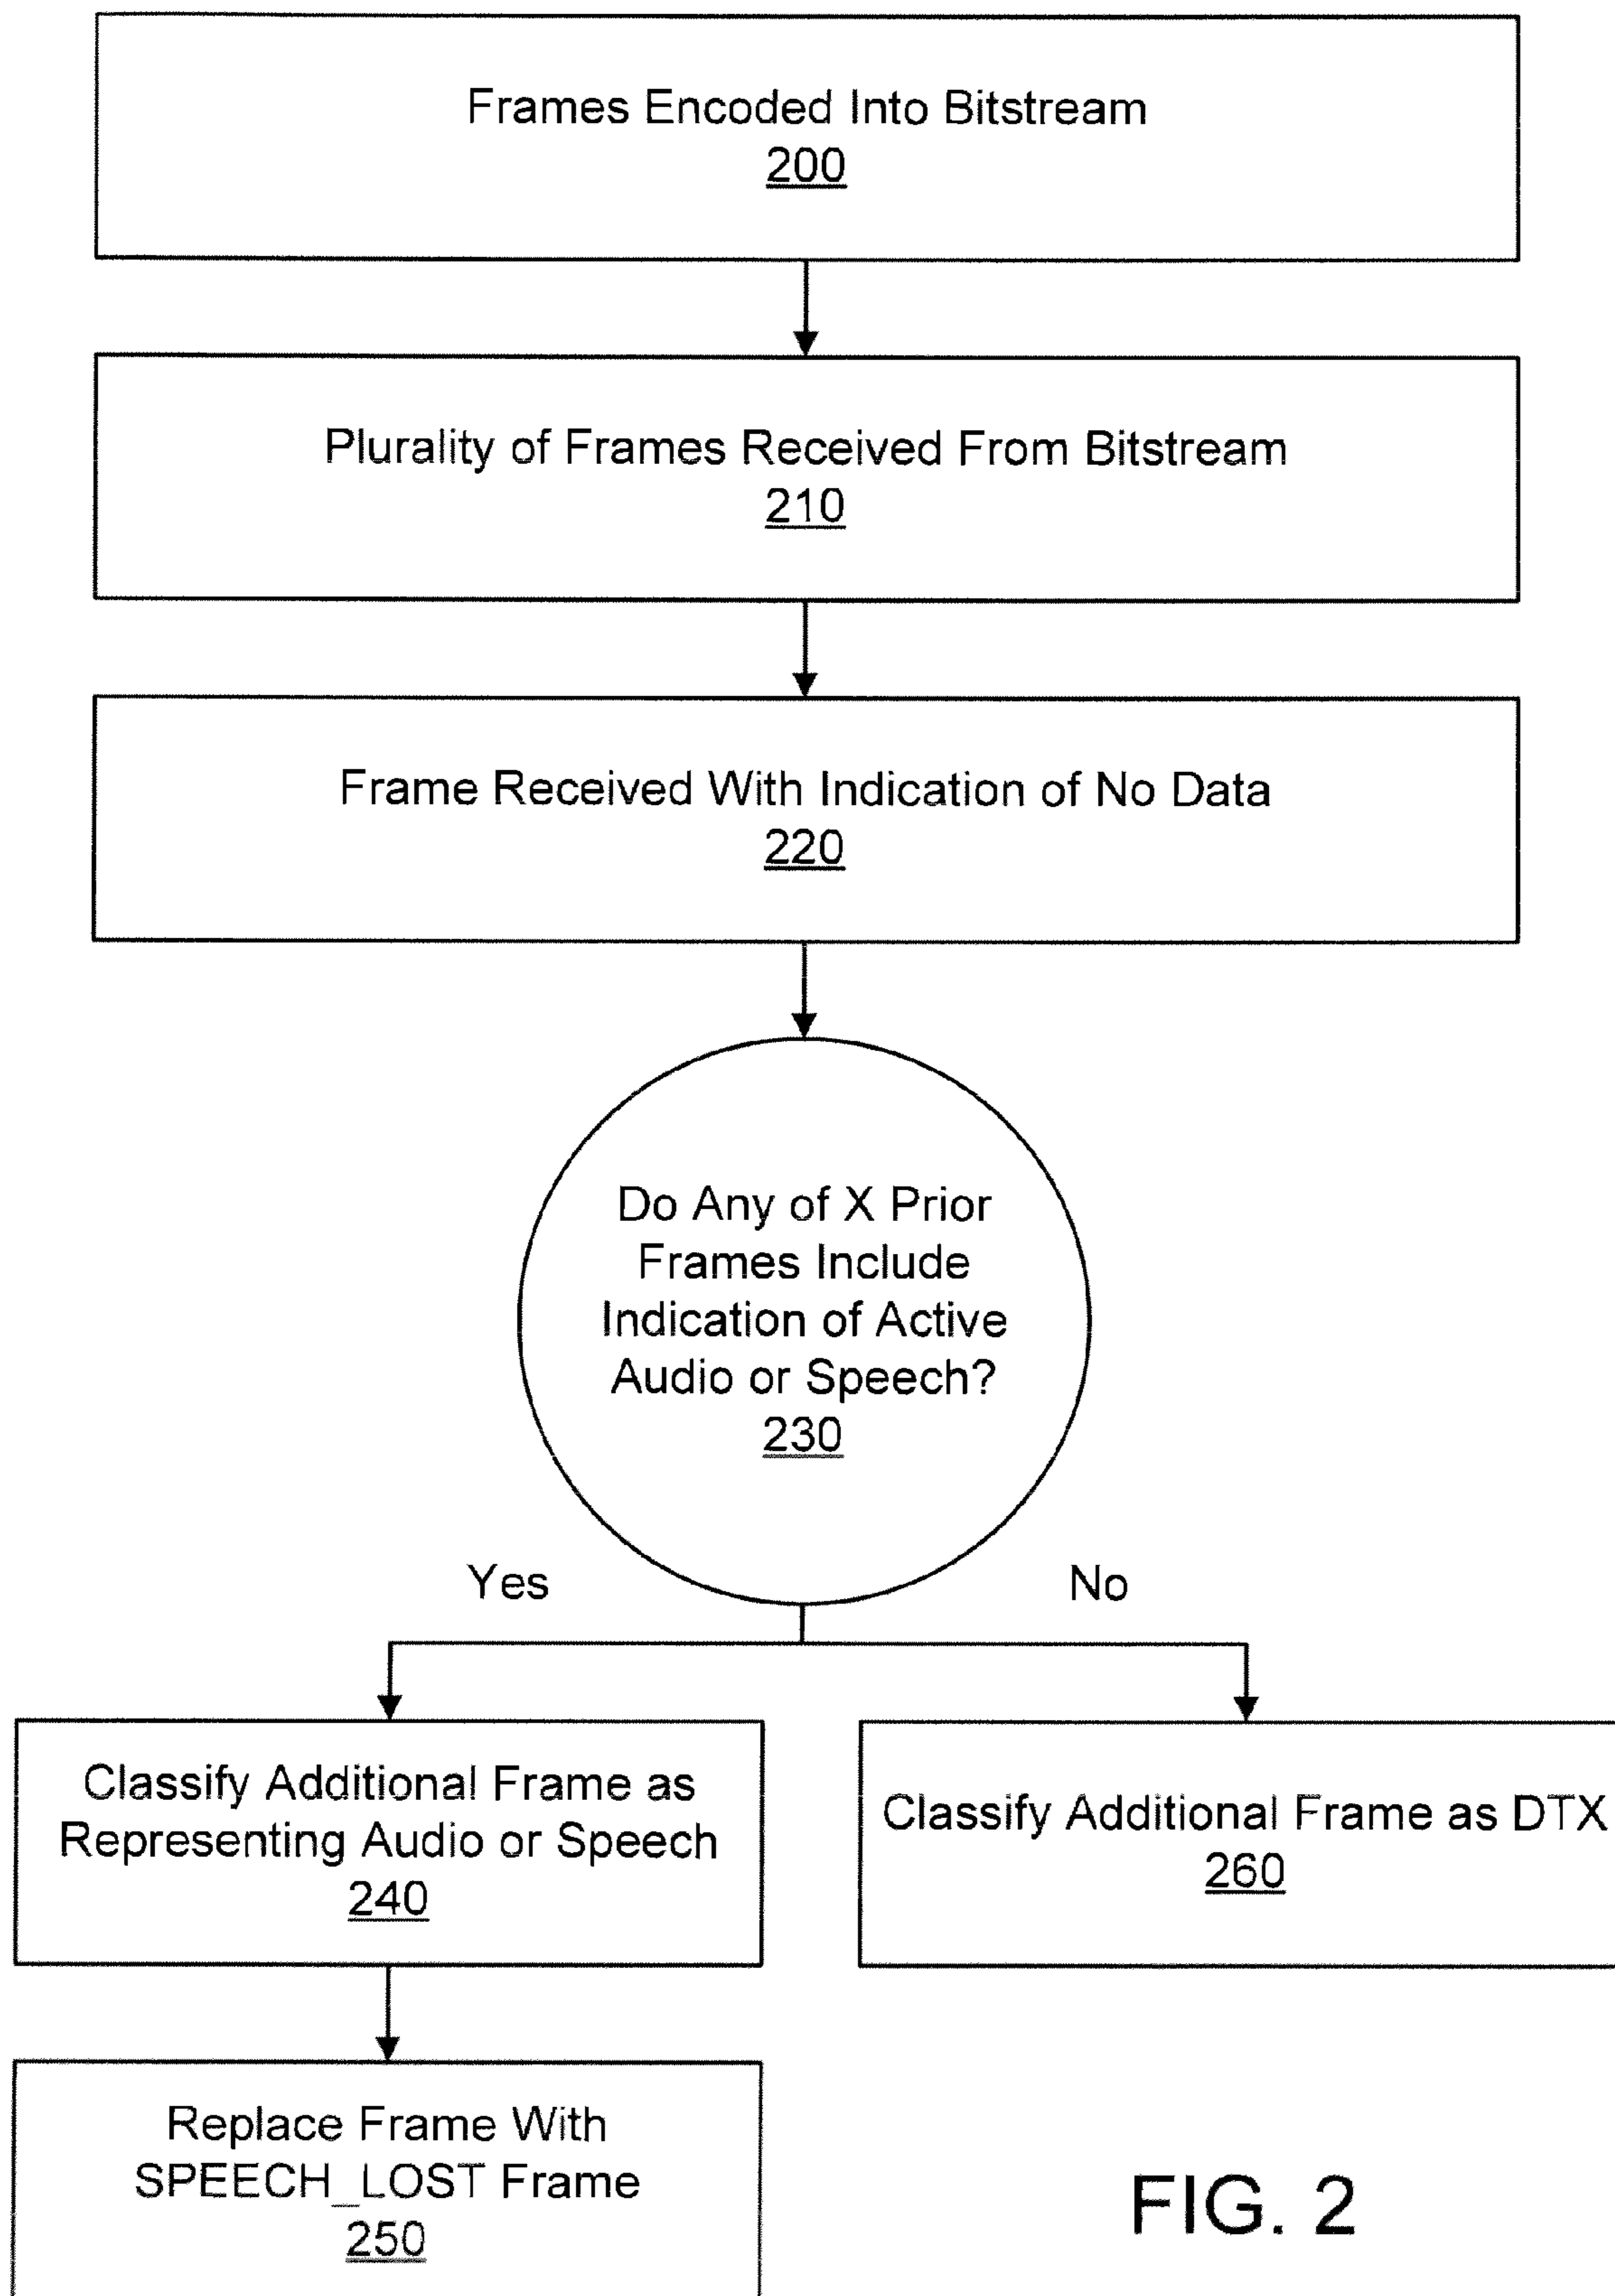 Frames Encoded Into Bitstream
200
Plurality of Frames Received From Bitstream
210
Frame Received With Indication of No Data
220
Do Any of X Prior
Frames Include
Indication of Active
Audio or Speech?
230
Yes
No
Classify Additional Frame as
Representing Audio or Speech
240
Classify Additional Frame as DTX
260
Replace Frame With
SPEECH_LOST Frame
250
FIG. 2